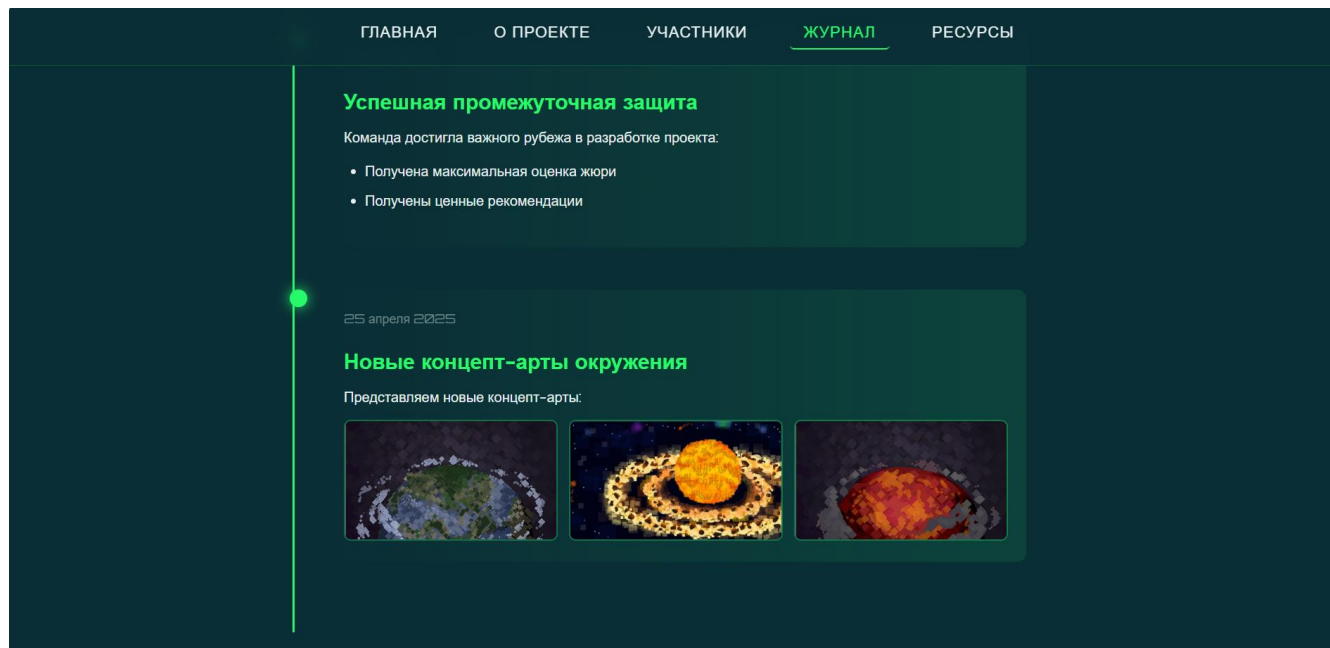 ГЛАВНАЯ О ПРОЕКТЕ УЧАСТНИКИ ЖУРНАЛ РЕСУРСЫ
Успешная промежуточная защита
Команда достигла важного рубежа в разработке проекта:
• Получена максимальная оценка жюри
• Получены ценные рекомендации
25 апреля 2025
Новые концепт-арты окружения
Представляем новые концепт-арты: